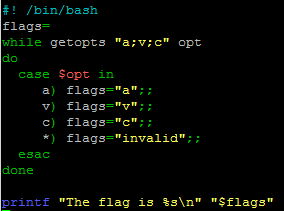 #! /bin/bash
flags=
while getopts "a;v;c" opt
do
  case $opt in
     a) flags="a";;
     v) flags="v";;
     c) flags="c";;
     *) flags="invalid";;
  esac
done

printf "The flag is %s\n" "$flags"